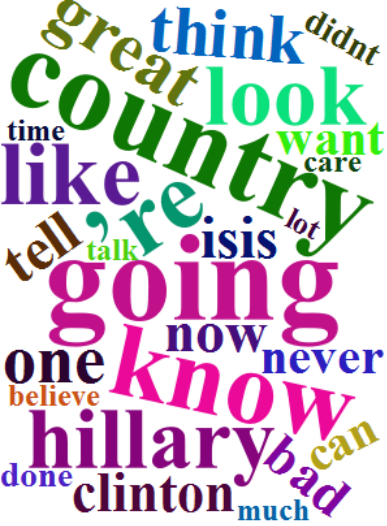 great
think
didnt
country
look
time
want
care
like
’re
lot
tell
talk
isis
going
now
one
know
never
believe
hillary
bad
can
done
clinton
much